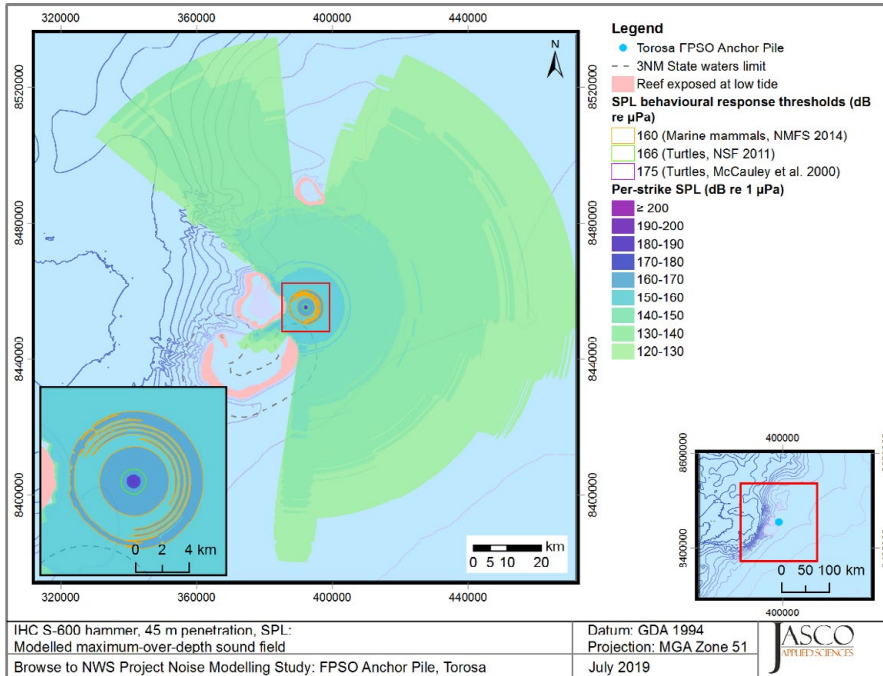 320000
360000
400000
440000
N
8520000
8480000
8440000
8400000
320000
360000
400000
440000
0 2 4 km
km
0 5 10 20
Legend
Torosa FPSO Anchor Pile
3NM State waters limit
Reef exposed at low tide
SPL behavioural response thresholds (dB
re µPa)
160 (Marine mammals, NMFS 2014)
166 (Turtles, NSF 2011)
175 (Turtles, McCauley et al. 2000)
Per-strike SPL (dB re 1 µPa)
≥ 200
190-200
180-190
170-180
160-170
150-160
140-150
130-140
120-130
400000
8600000
8400000
0 50 100 km
400000
IHC S-600 hammer, 45 m penetration, SPL:
Modelled maximum-over-depth sound field
Browse to NWS Project Noise Modelling Study: FPSO Anchor Pile, Torosa
Datum: GDA 1994
Projection: MGA Zone 51
July 2019
JASCO
APPLIED SCIENCES